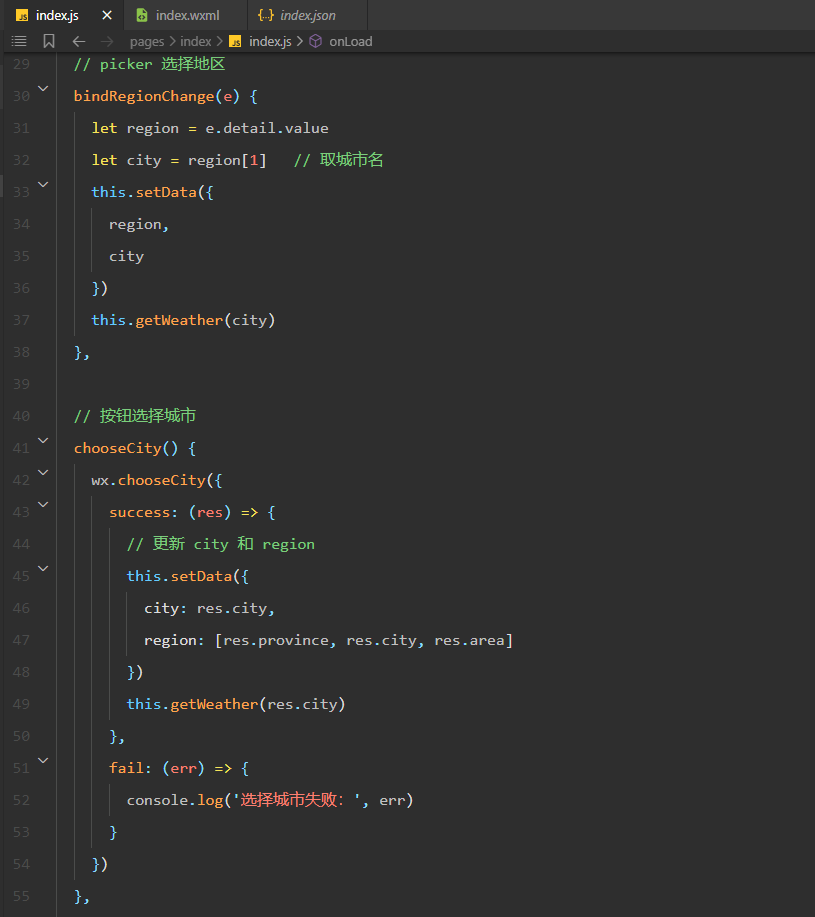 JS index.js × index.wxml {..} index.json
pages > index > JS index.js > onLoad
29 // picker 选择地区
30 bindRegionChange(e) {
31 let region = e.detail.value
32 let city = region[1] // 取城市名
33 this.setData({
34 region,
35 city
36 })
37 this.getWeather(city)
38 },
39
40 // 按钮选择城市
41 chooseCity() {
42 wx.chooseCity({
43 success: (res) => {
44 // 更新 city 和 region
45 this.setData({
46 city: res.city,
47 region: [res.province, res.city, res.area]
48 })
49 this.getWeather(res.city)
50 },
51 fail: (err) => {
52 console.log('选择城市失败：', err)
53 }
54 })
55 },